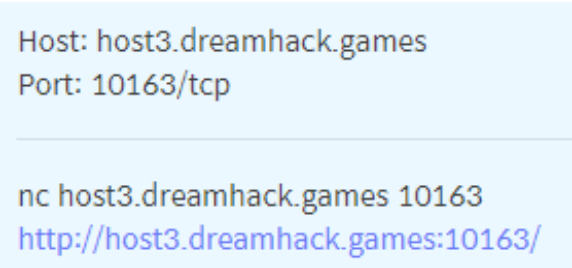 Host: host3.dreamhack.games
Port: 10163/tcp
nc host3.dreamhack.games 10163
http://host3.dreamhack.games:10163/